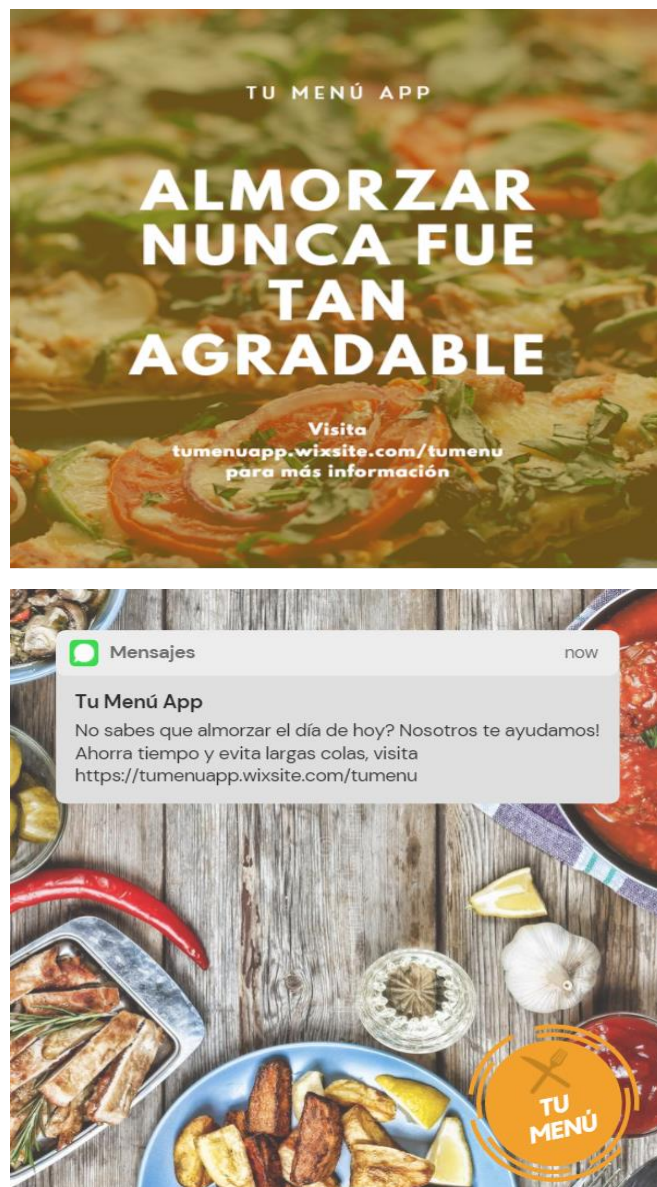 TU MENÚ APP
ALMORZAR
NUNCA FUE
TAN
AGRADABLE
Visita
tumenuapp.wixsite.com/tumenu
para más información
Mensajes now
Tu Menú App
No sabes que almorzar el día de hoy? Nosotros te ayudamos!
Ahorra tiempo y evita largas colas, visita
https://tumenuapp.wixsite.com/tumenu
TU
MENÚ